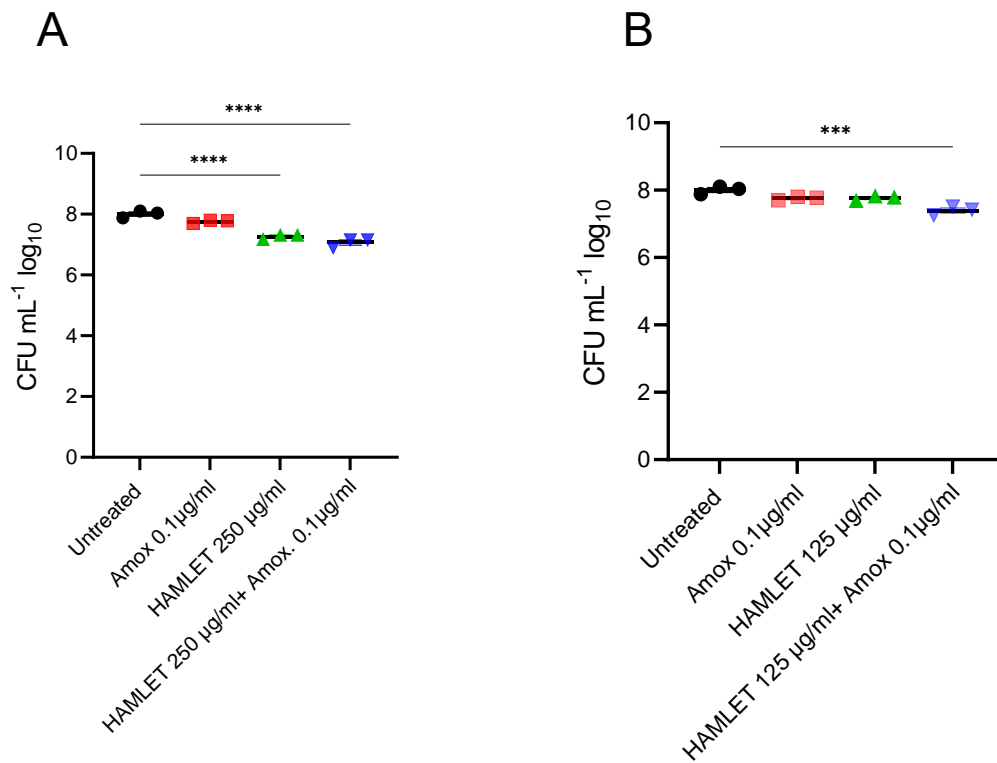 A
****
****
10
8
6
4
2
0
CFU mL⁻¹ log₁₀
Untreated
Amox 0.1µg/ml
HAMLET 250 µg/ml
HAMLET 250 µg/ml+ Amox. 0.1µg/ml
B
***
10
8
6
4
2
0
CFU mL⁻¹ log₁₀
Untreated
Amox 0.1µg/ml
HAMLET 125 µg/ml
HAMLET 125 µg/ml+ Amox 0.1µg/ml